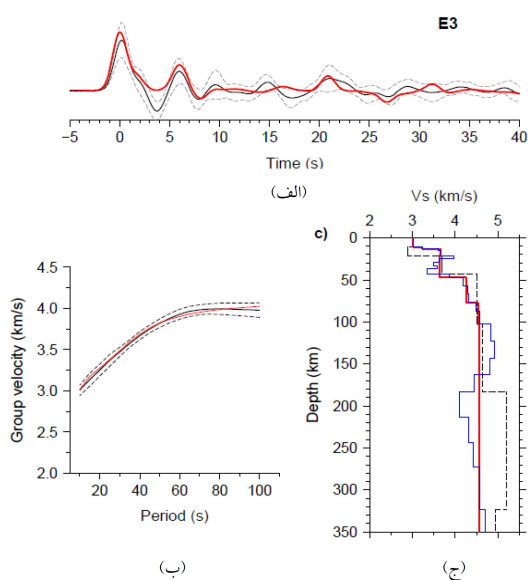 E3
−5 0 5 10 15 20 25 30 35 40
Time (s)
(الف)
Vs (km/s)
c)
2 3 4 5
0
50
100
150
200
250
300
350
Depth (km)
4.5
4.0
3.5
3.0
2.5
2.0
Group velocity (km/s)
20 40 60 80 100
Period (s)
(ب)
(ج)